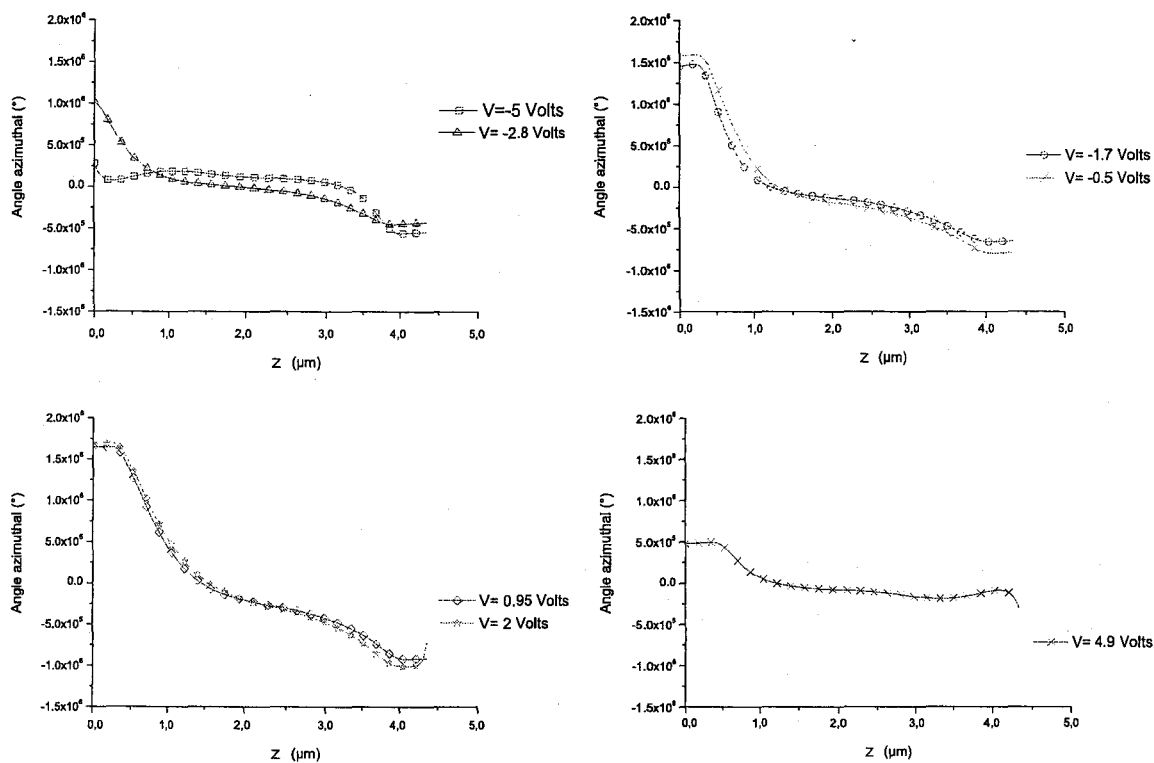 2.0x10⁶
1.5x10⁶
1.0x10⁶
5.0x10⁵
0.0
-5.0x10⁵
-1.0x10⁶
-1.5x10⁶
Angle azimuthal (°)
V=-5 Volts
V= -2.8 Volts
0,0 1,0 2,0 3,0 4,0 5,0
Z (µm)
2.0x10⁶
1.5x10⁶
1.0x10⁶
5.0x10⁵
0.0
-5.0x10⁵
-1.0x10⁶
-1.5x10⁶
Angle azimuthal (°)
V= -1.7 Volts
V= -0.5 Volts
0,0 1,0 2,0 3,0 4,0 5,0
Z (µm)
2.0x10⁶
1.5x10⁶
1.0x10⁶
5.0x10⁵
0.0
-5.0x10⁵
-1.0x10⁶
-1.5x10⁶
Angle azimuthal (°)
V= 0.95 Volts
V= 2 Volts
0,0 1,0 2,0 3,0 4,0 5,0
Z (µm)
2.0x10⁶
1.5x10⁶
1.0x10⁶
5.0x10⁵
0.0
-5.0x10⁵
-1.0x10⁶
-1.5x10⁶
Angle azimuthal (°)
V= 4.9 Volts
0,0 1,0 2,0 3,0 4,0 5,0
Z (µm)